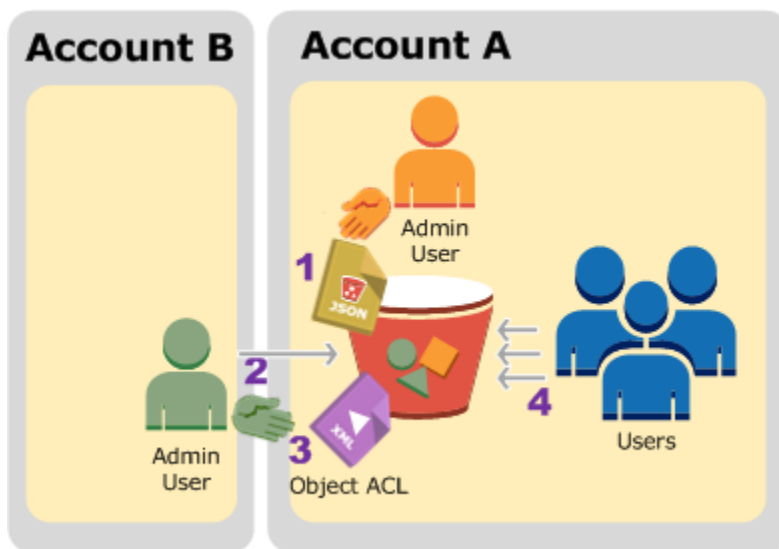 Account B
Account A
Admin
User
1
JSON
2
Admin
User
3
XML
Object ACL
4
Users